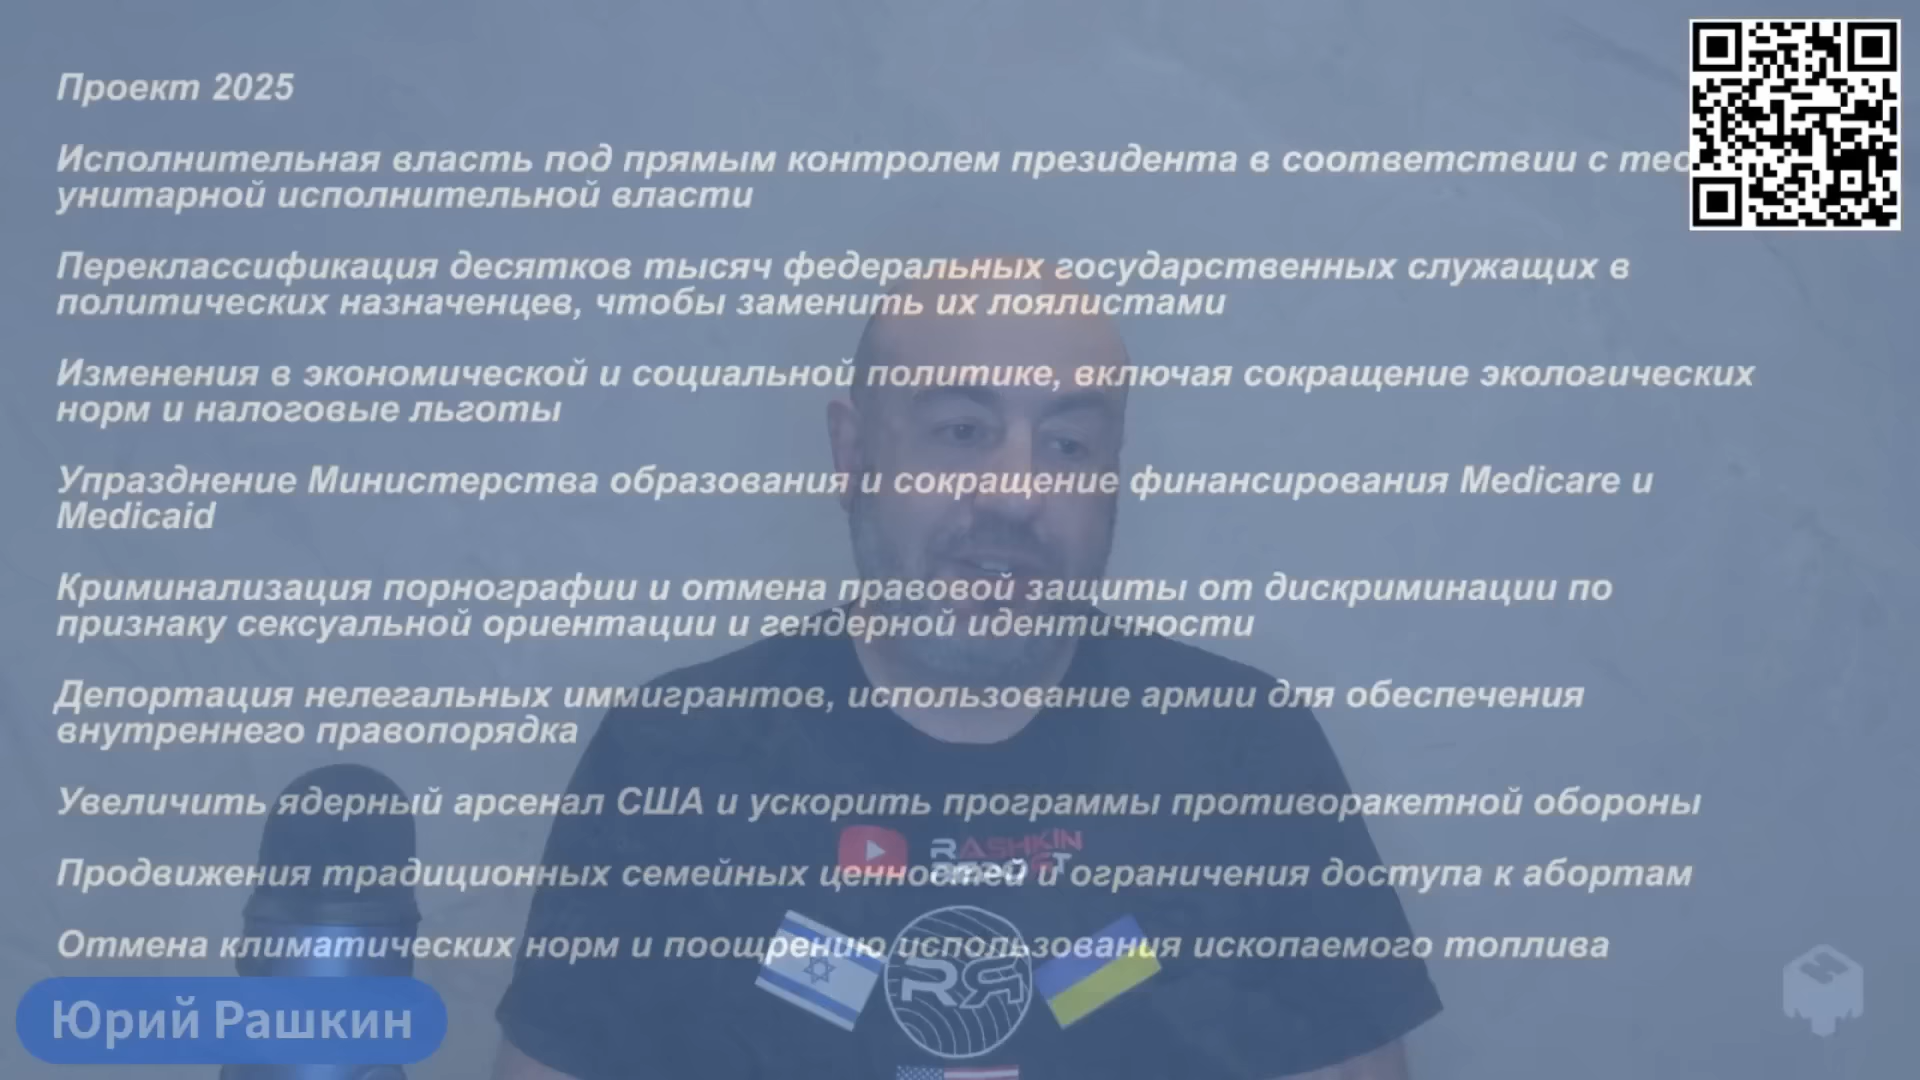 Проект 2025
Исполнительная власть под прямым контролем президента в соответствии с
унитарной исполнительной власти
Переклассификация десятков тысяч федеральных государственных служащих в
политических назначенцев, чтобы заменить их лоялистами
Изменения в экономической и социальной политике, включая сокращение экологических
норм и налоговые льготы
Упразднение Министерства образования и сокращение финансирования Medicare и
Medicaid
Криминализация порнографии и отмена правовой защиты от дискриминации по
признаку сексуальной ориентации и гендерной идентичности
Депортация нелегальных иммигрантов, использование армии для обеспечения
внутреннего правопорядка
Увеличить ядерный арсенал США и ускорить программы противоракетной обороны
RASHKIN
Продвижения традиционных семейных ценностей и ограничения доступа к абортам
Отмена климатических норм и поощрению использования ископаемого топлива
Юрий Рашкин